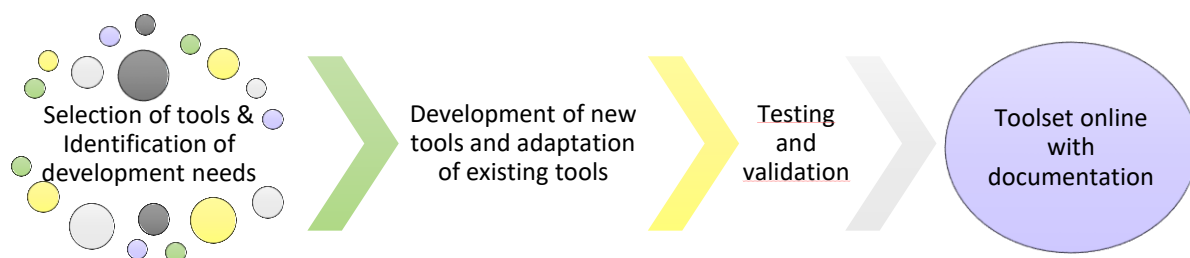 Selection of tools &
Identification of
development needs
Development of new
tools and adaptation
of existing tools
Testing
and
validation
Toolset online
with
documentation